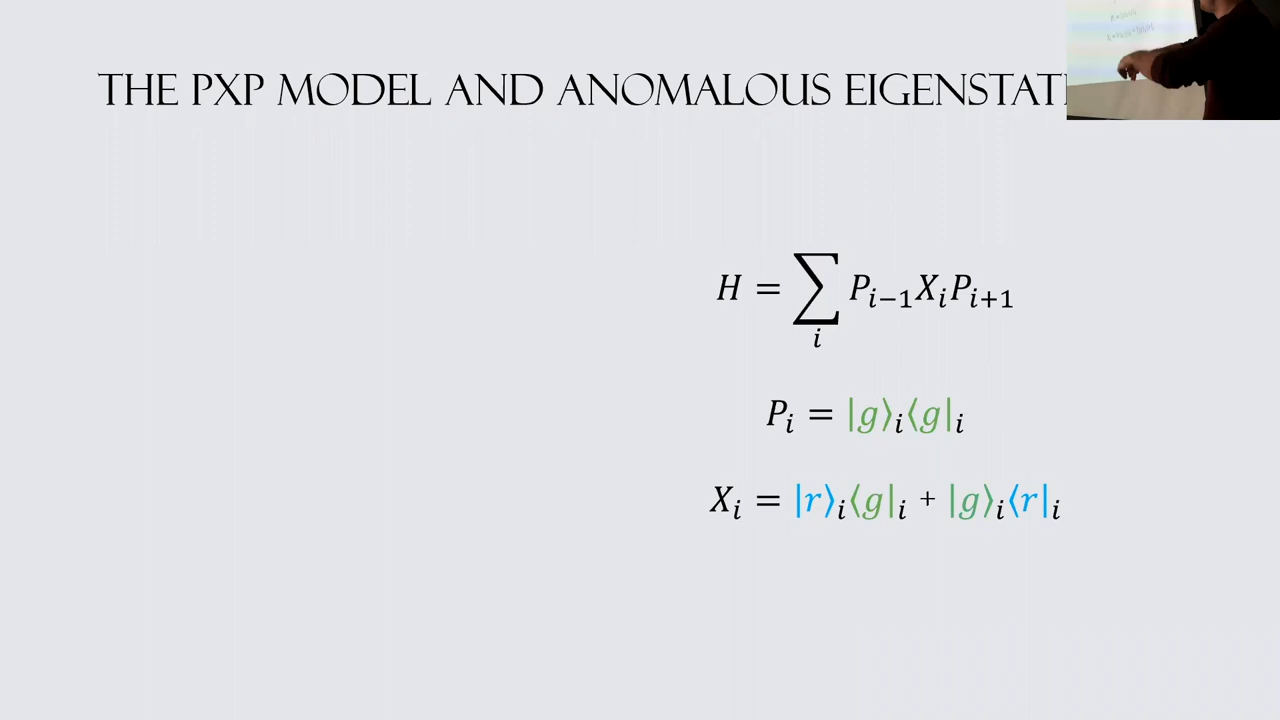 THE PXP MODEL AND ANOMALOUS
H = ∑_i P_{i−1} X_i P_{i+1}
P_i = |g⟩_i ⟨g|_i
X_i = |r⟩_i ⟨g|_i + |g⟩_i ⟨r|_i